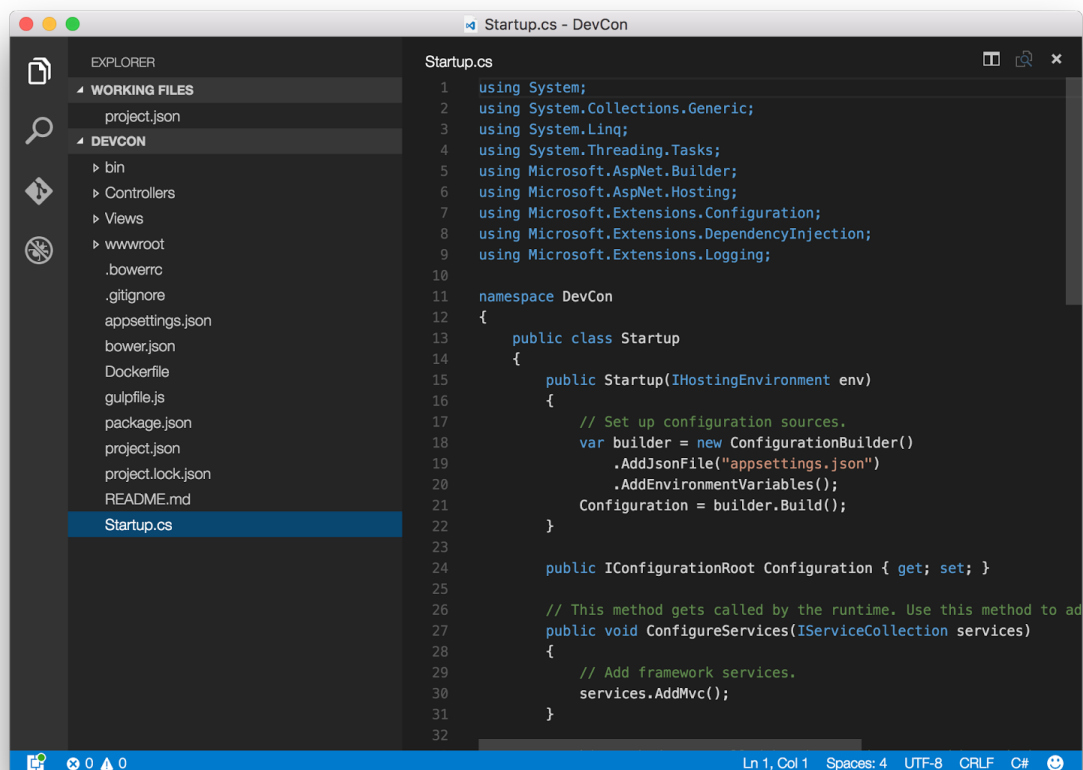 Startup.cs - DevCon
EXPLORER
WORKING FILES
project.json
DEVCON
bin
Controllers
Views
wwwroot
.bowerrc
.gitignore
appsettings.json
bower.json
Dockerfile
gulpfile.js
package.json
project.json
project.lock.json
README.md
Startup.cs
Startup.cs
1 using System;
2 using System.Collections.Generic;
3 using System.Linq;
4 using System.Threading.Tasks;
5 using Microsoft.AspNet.Builder;
6 using Microsoft.AspNet.Hosting;
7 using Microsoft.Extensions.Configuration;
8 using Microsoft.Extensions.DependencyInjection;
9 using Microsoft.Extensions.Logging;
10
11 namespace DevCon
12 {
13     public class Startup
14     {
15         public Startup(IHostingEnvironment env)
16         {
17             // Set up configuration sources.
18             var builder = new ConfigurationBuilder()
19                 .AddJsonFile("appsettings.json")
20                 .AddEnvironmentVariables();
21             Configuration = builder.Build();
22         }
23
24         public IConfigurationRoot Configuration { get; set; }
25
26         // This method gets called by the runtime. Use this method to ad
27         public void ConfigureServices(IServiceCollection services)
28         {
29             // Add framework services.
30             services.AddMvc();
31         }
32
0 0
Ln 1, Col 1 Spaces: 4 UTF-8 CRLF C#